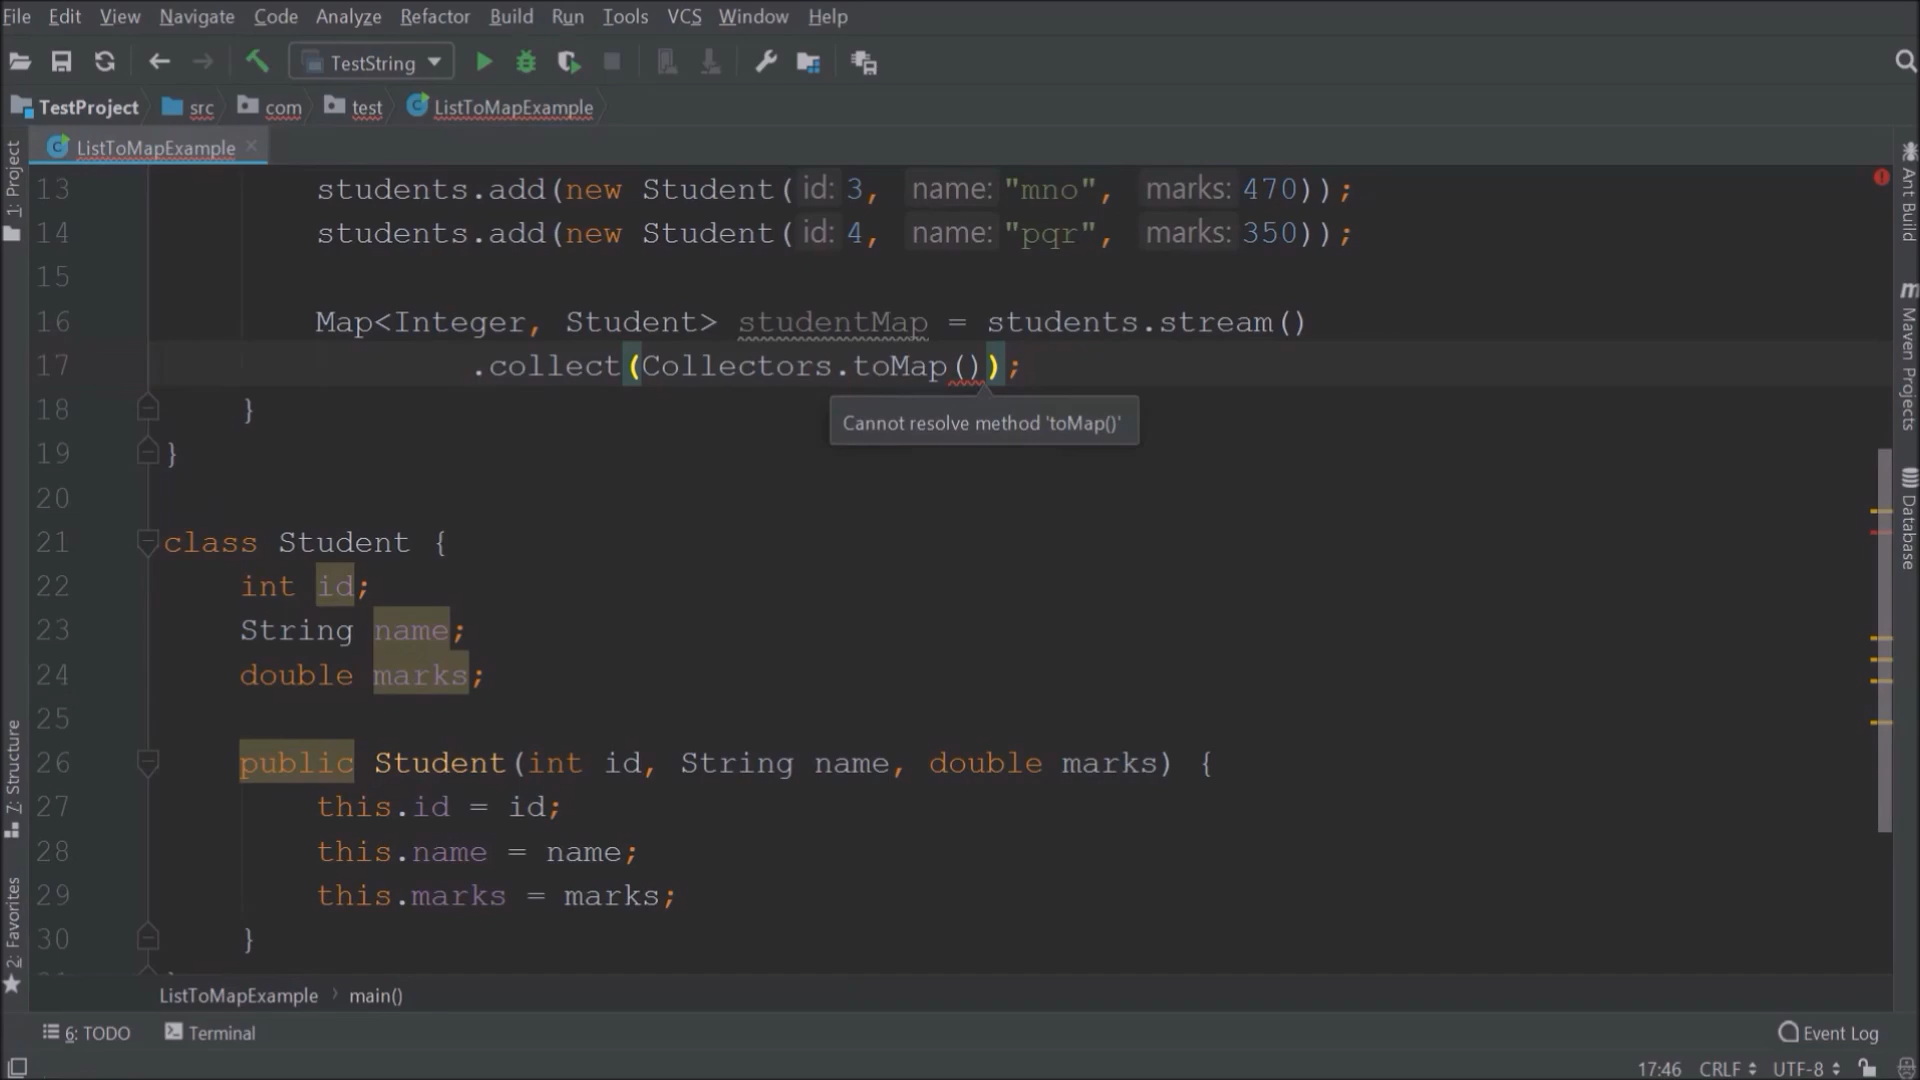 File Edit View Navigate Code Analyze Refactor Build Run Tools VCS Window Help
TestString
TestProject src com test ListToMapExample
ListToMapExample
13 students.add(new Student( id: 3, name: "mno", marks: 470));
14 students.add(new Student( id: 4, name: "pqr", marks: 350));
15
16 Map<Integer, Student> studentMap = students.stream()
17 .collect(Collectors.toMap());
18 }
Cannot resolve method 'toMap()'
19 }
20
21 class Student {
22 int id;
23 String name;
24 double marks;
25
26 public Student(int id, String name, double marks) {
27 this.id = id;
28 this.name = name;
29 this.marks = marks;
30 }
1: Project
7: Structure
2: Favorites
Ant Build
Maven Projects
Database
ListToMapExample main()
6: TODO Terminal Event Log
17:46 CRLF UTF-8